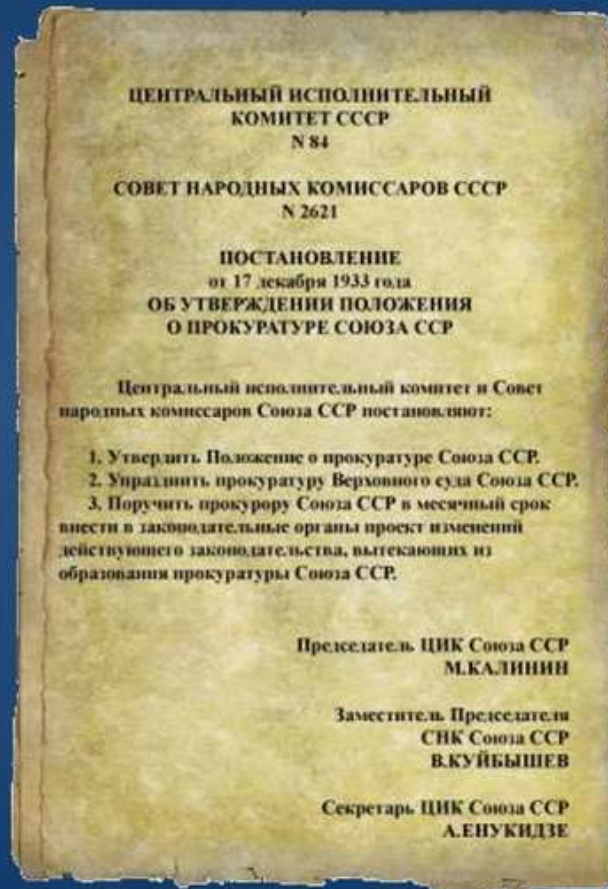 ЦЕНТРАЛЬНЫЙ ИСПОЛНИТЕЛЬНЫЙ
КОМИТЕТ СССР
N 84
СОВЕТ НАРОДНЫХ КОМИССАРОВ СССР
N 2621
ПОСТАНОВЛЕНИЕ
от 17 декабря 1933 года
ОБ УТВЕРЖДЕНИИ ПОЛОЖЕНИЯ
О ПРОКУРАТУРЕ СОЮЗА ССР
Центральный исполнительный комитет и Совет
народных комиссаров Союза ССР постановляют:
1. Утвердить Положение о прокуратуре Союза ССР.
2. Упразднить прокуратуру Верховного суда Союза ССР.
3. Поручить прокурору Союза ССР в месячный срок
внести в законодательные органы проект изменений
действующего законодательства, вытекающих из
образования прокуратуры Союза ССР.
Председатель ЦИК Союза ССР
М.КАЛИНИН
Заместитель Председателя
СНК Союза ССР
В.КУЙБЫШЕВ
Секретарь ЦИК Союза ССР
А.ЕНУКИДЗЕ